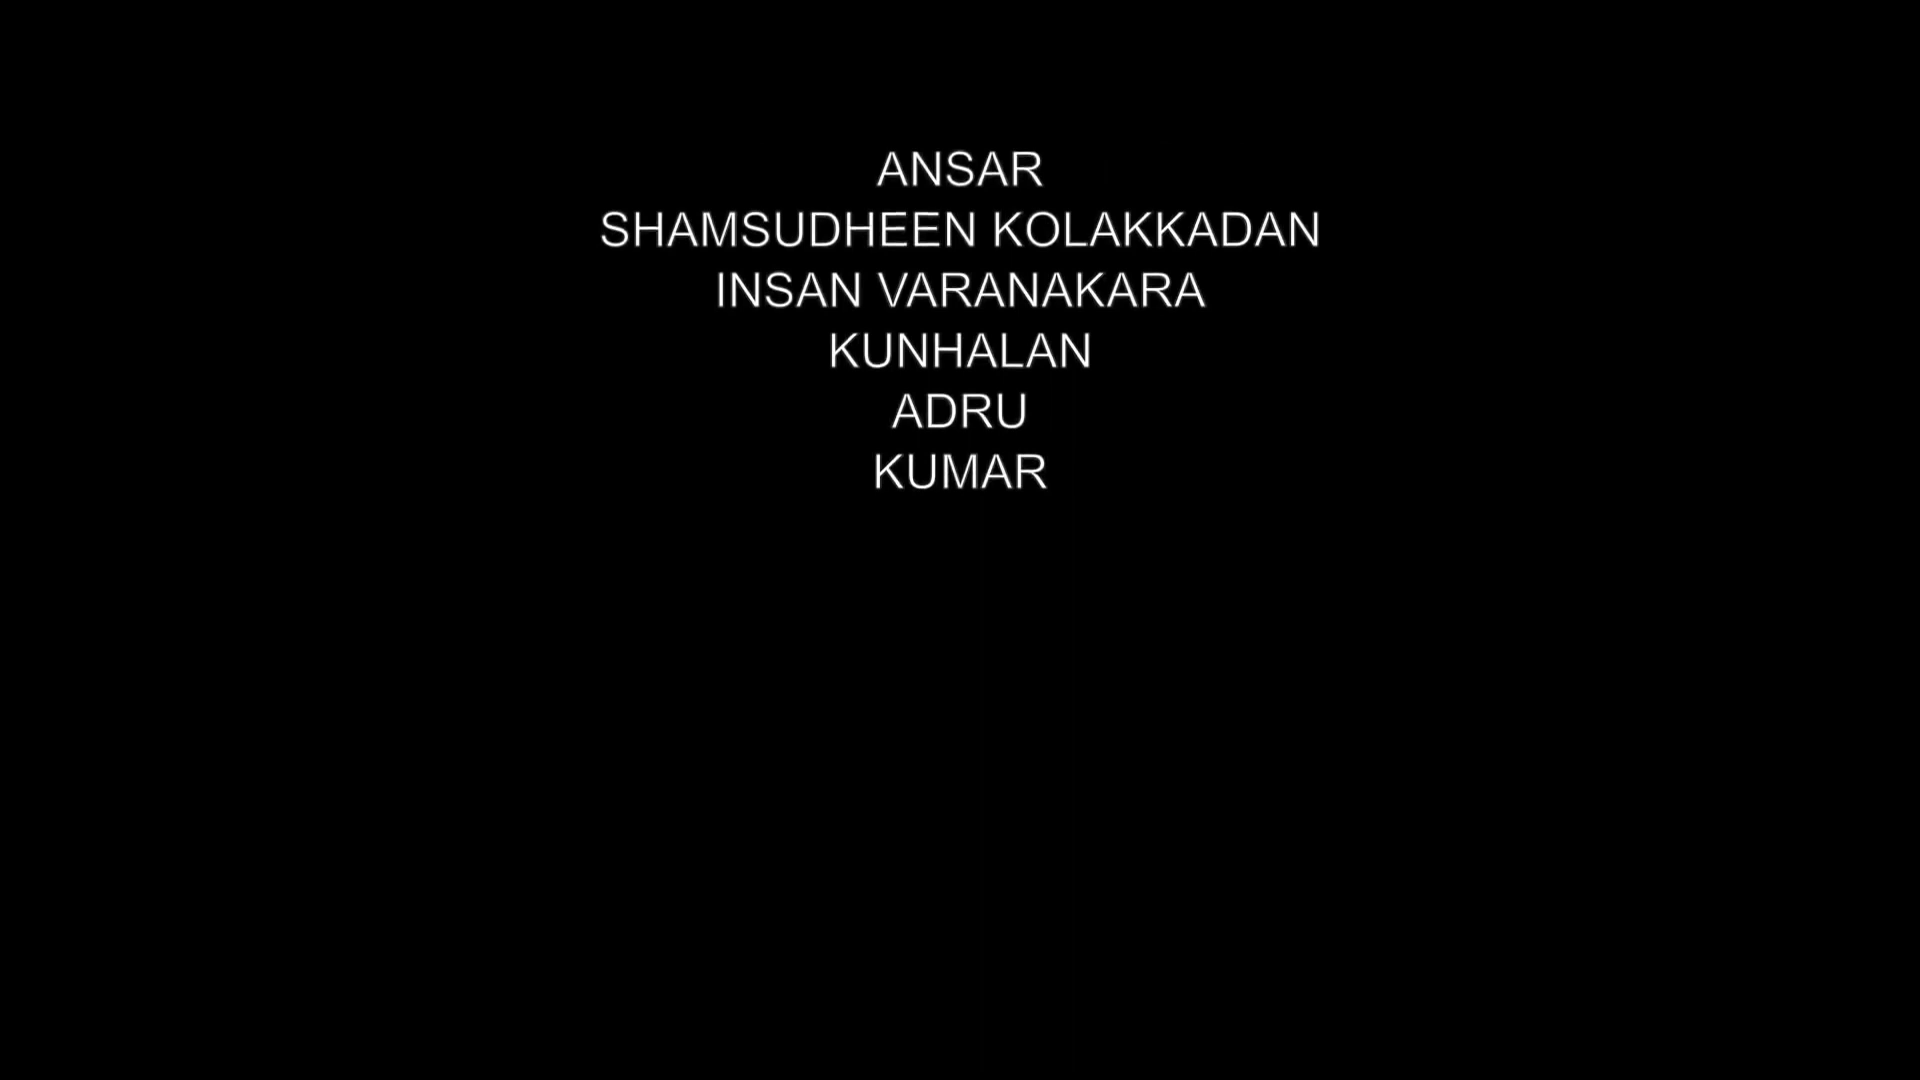 ANSAR
SHAMSUDHEEN KOLAKKADAN
INSAN VARANAKARA
KUNHALAN
ADRU
KUMAR